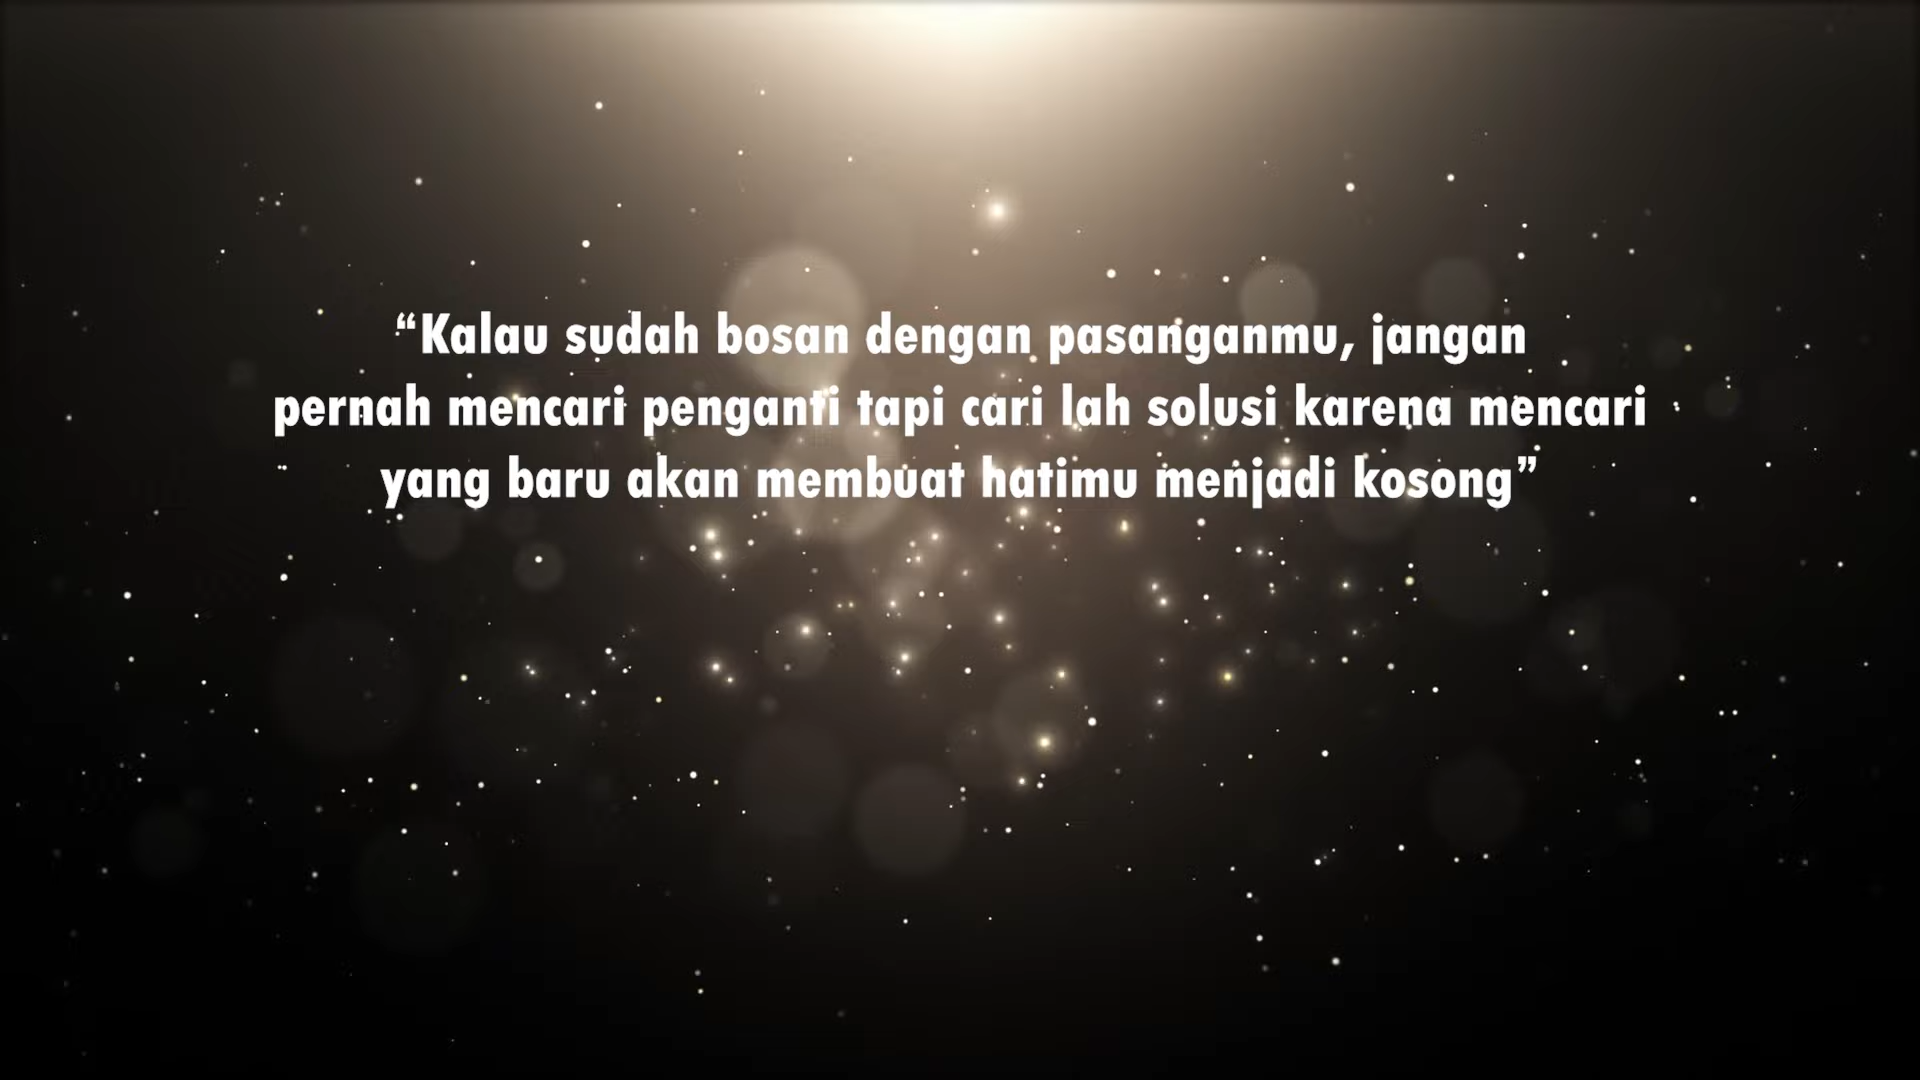 “Kalau sudah bosan dengan pasanganmu, jangan
pernah mencari penganti tapi cari lah solusi karena mencari
yang baru akan membuat hatimu menjadi kosong”